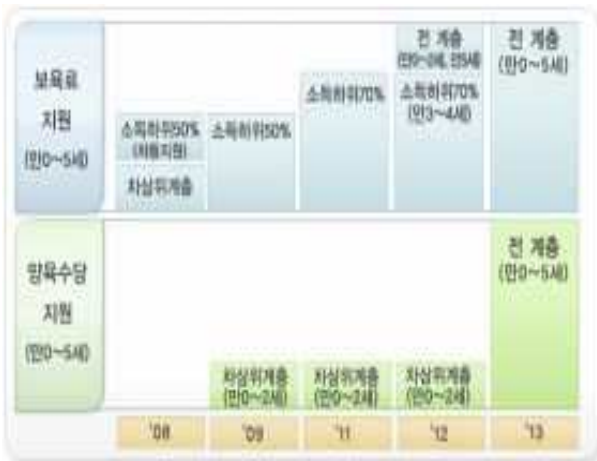 보육료
지원
(만0~5세)
소득하위50%
(차등지원)
차상위계층
소득하위50%
소득하위70%
전 계층
(만0~2세, 만5세)
소득하위70%
(만3~4세)
전 계층
(만0~5세)
양육수당
지원
(만0~5세)
차상위계층
(만0~2세)
차상위계층
(만0~2세)
차상위계층
(만0~2세)
전 계층
(만0~5세)
'08
'09
'11
'12
'13